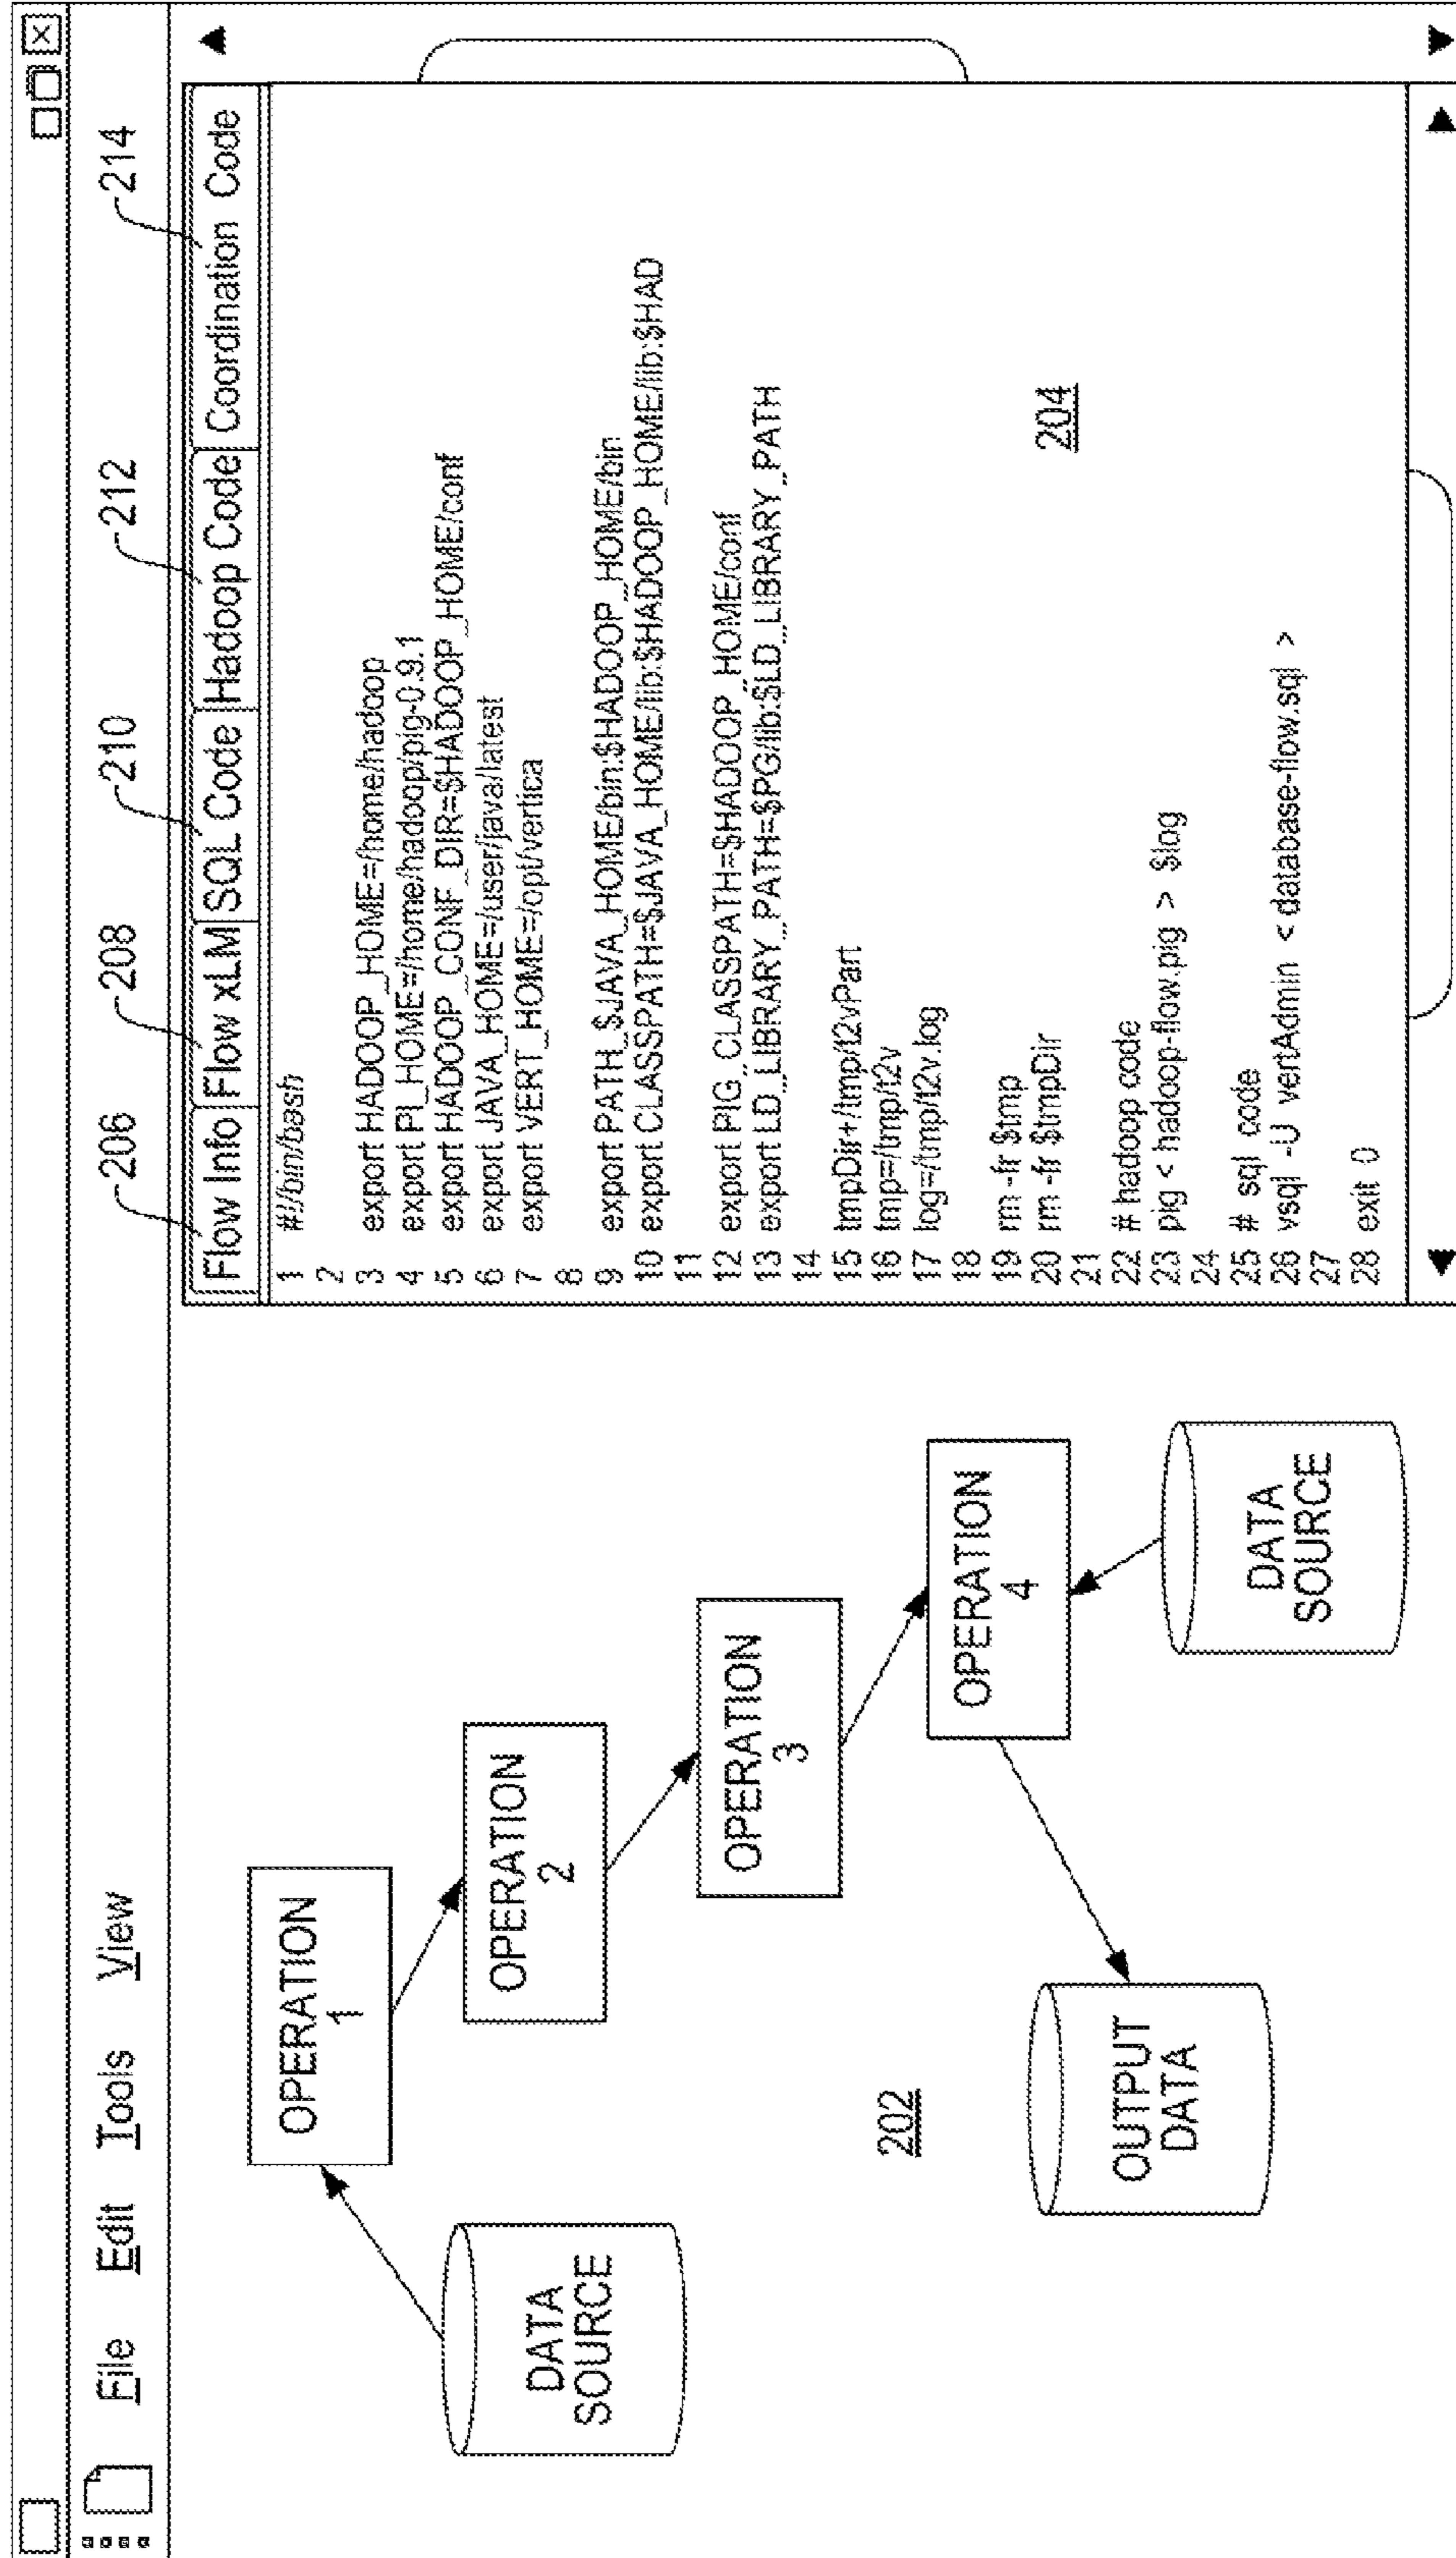 File Edit Tools View
206 208 210 212 214
Flow Info Flow xLM SQL Code Hadoop Code Coordination Code
OPERATION
1
DATA
SOURCE
OPERATION
2
OPERATION
3
OPERATION
4
DATA
SOURCE
OUTPUT
DATA
202
1 #!/bin/bash
2
3 export HADOOP_HOME=/home/hadoop
4 export PI_HOME=/home/hadoop/pig-0.9.1
5 export HADOOP_CONF_DIR=$HADOOP_HOME/conf
6 export JAVA_HOME=/user/java/latest
7 export VERT_HOME=/opt/vertica
8
9 export PATH_$JAVA_HOME/bin:$HADOOP_HOME/bin
10 export CLASSPATH=$JAVA_HOME/lib:$HADOOP_HOME/lib:$HAD
11
12 export PIG_CLASSPATH=$HADOOP_HOME/conf
13 export LD_LIBRARY_PATH=$PG/lib:$LD_LIBRARY_PATH
14
15 tmpDir+/tmp/t2vPart
16 tmp=/tmp/t2v
17 log=/tmp/t2v.log
18
19 rm -fr $tmp
20 rm -fr $tmpDir
21
22 # hadoop code
23 pig < hadoop-flow.pig > $log
24
25 # sql code
26 vsql -U vertAdmin < database-flow.sql >
27
28 exit 0
204